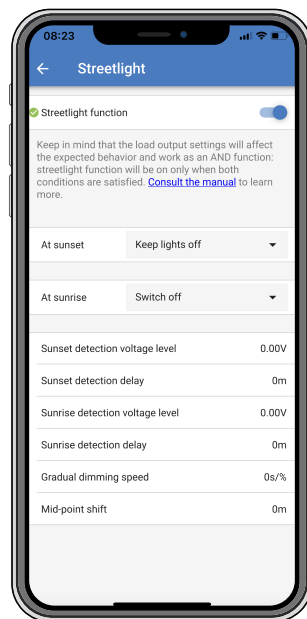 08:23
Streetlight
Streetlight function
Keep in mind that the load output settings will affect
the expected behavior and work as an AND function:
streetlight function will be on only when both
conditions are satisfied. Consult the manual to learn
more.
At sunset Keep lights off
At sunrise Switch off
Sunset detection voltage level 0.00V
Sunset detection delay 0m
Sunrise detection voltage level 0.00V
Sunrise detection delay 0m
Gradual dimming speed 0s/%
Mid-point shift 0m